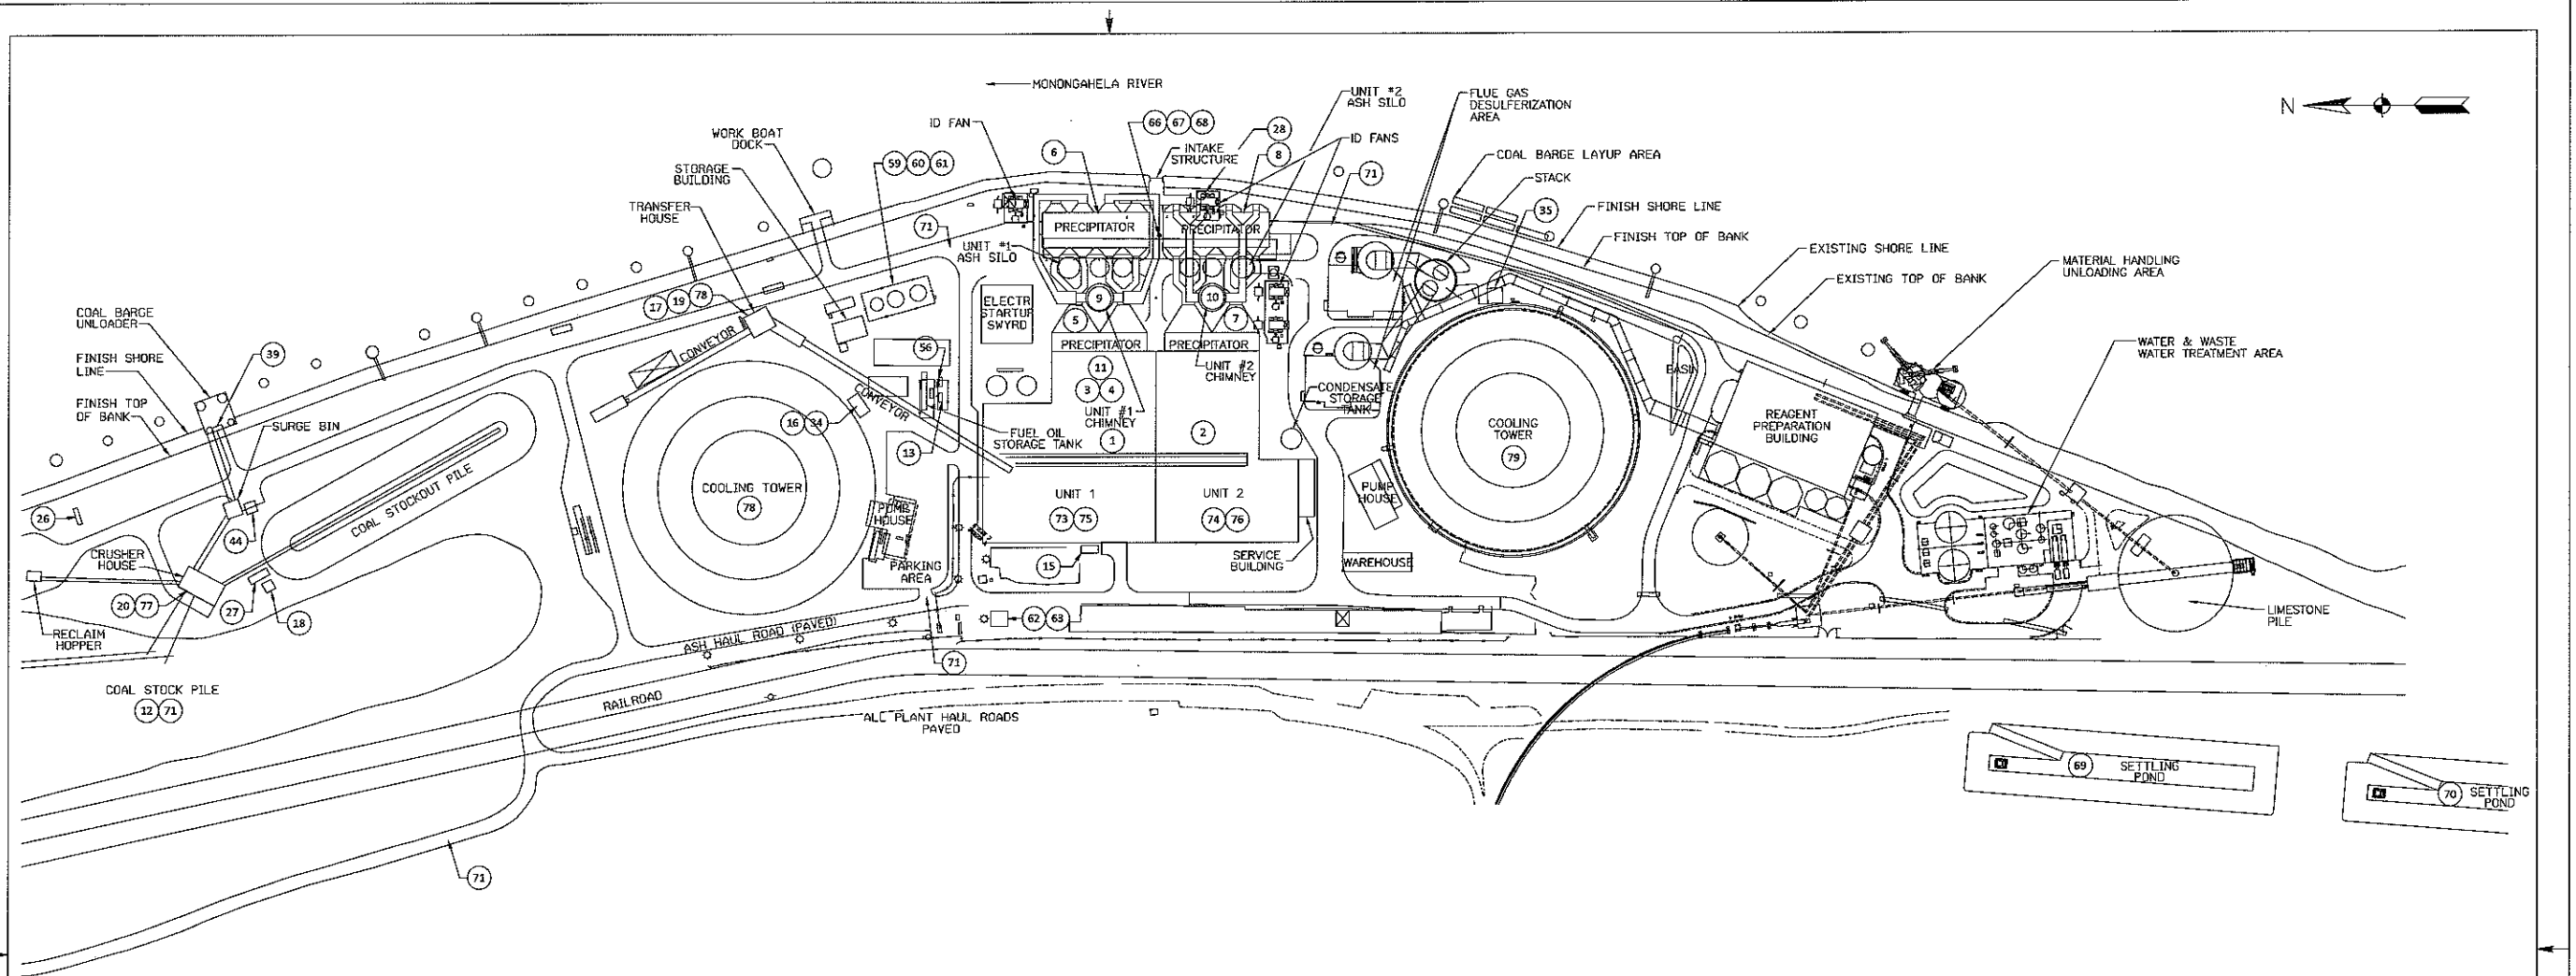 MONONGAHELA RIVER
N
UNIT #2
ASH SILO
FLUE GAS
DESULFERIZATION
AREA
WORK BOAT
DOCK
ID FAN
66 67 68
28
ID FANS
INTAKE
STRUCTURE
6
8
59 60 61
STORAGE
BUILDING
COAL BARGE LAYUP AREA
STACK
71
TRANSFER
HOUSE
35
FINISH SHORE LINE
FINISH TOP OF BANK
71
PRECIPITATOR
PRECIPITATOR
UNIT #1
ASH SILO
EXISTING SHORE LINE
EXISTING TOP OF BANK
MATERIAL HANDLING
UNLOADING AREA
17 19 78
ELECTR
STARTUP
SWYRD
9
10
5
7
COAL BARGE
UNLOADER
39
FINISH SHORE
LINE
FINISH TOP
OF BANK
CONVEYOR
CONVEYOR
56
PRECIPITATOR
PRECIPITATOR
11
3 4
UNIT #2
CHIMNEY
UNIT #1
CHIMNEY
1
2
CONDENSATE
STORAGE
TANK
BASIN
WATER & WASTE
WATER TREATMENT AREA
SURGE BIN
16 34
FUEL OIL
STORAGE TANK
13
COOLING
TOWER
79
REAGENT
PREPARATION
BUILDING
COAL STOCKOUT PILE
COOLING TOWER
78
UNIT 1
73 75
UNIT 2
74 76
PUMP
HOUSE
PUMP
HOUSE
26
44
CRUSHER
HOUSE
PARKING
AREA
15
SERVICE
BUILDING
WAREHOUSE
20 77
27
18
RECLAIM
HOPPER
62 63
LIMESTONE
PILE
ASH HAUL ROAD (PAVED)
71
COAL STOCK PILE
12 71
RAILROAD
ALL PLANT HAUL ROADS
PAVED
69
SETTLING
POND
70
SETTLING
POND
71